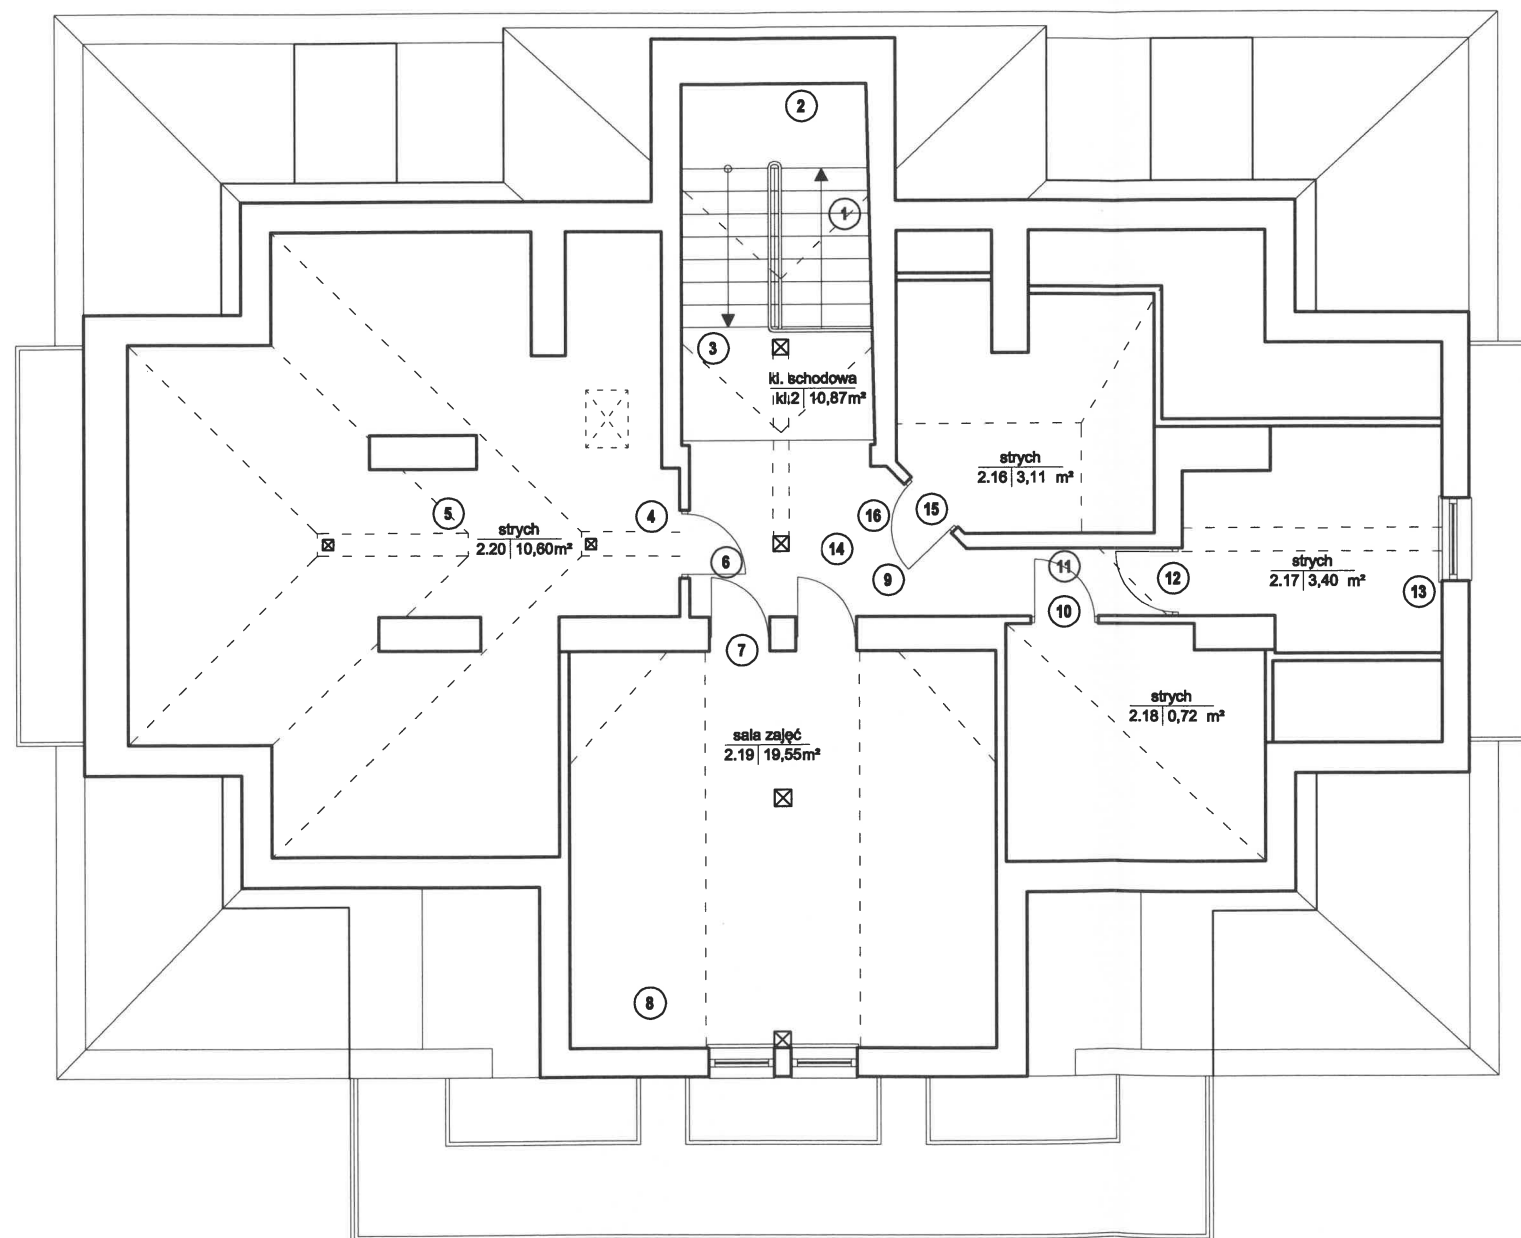 2
1
3
kl. schodowa
kl.2 10,87m²
strych
2.16 3,11 m²
5
4
16
15
strych
2.20 10,60m²
6
14
9
11
12
strych
2.17 3,40 m²
13
10
7
strych
2.18 0,72 m²
sala zajęć
2.19 19,55m²
8